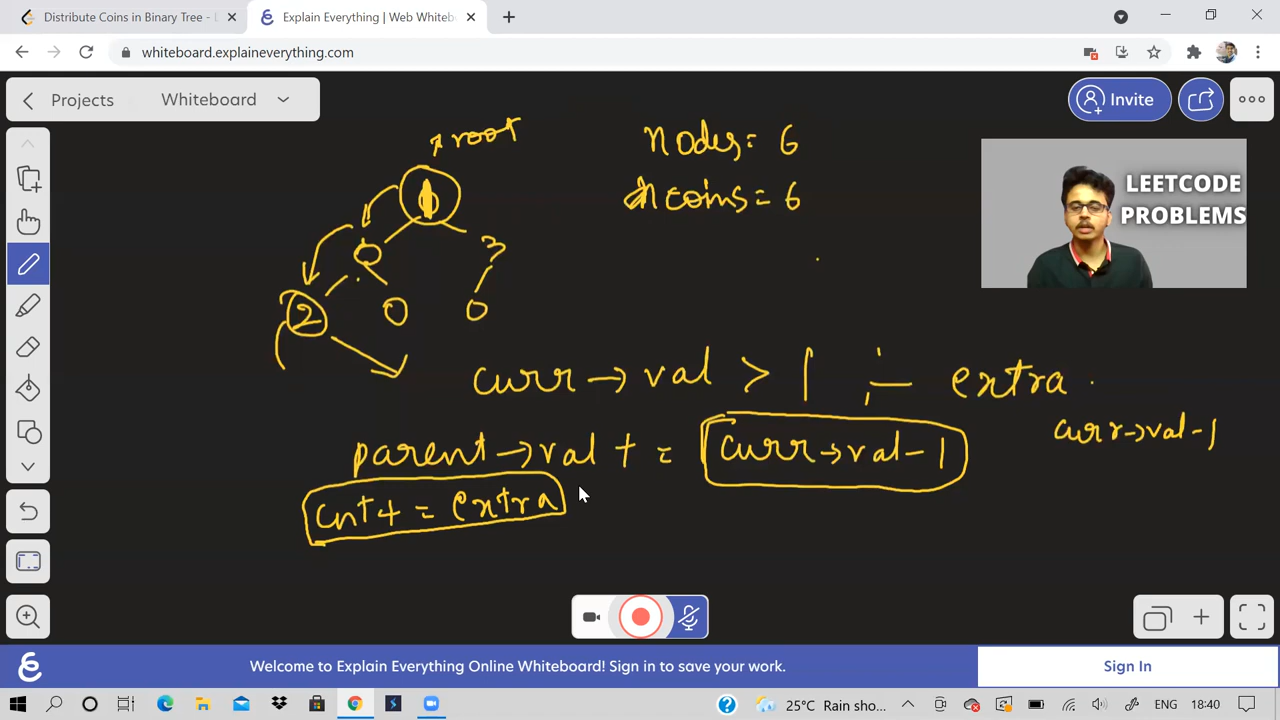 Distribute Coins in Binary Tree - L
Explain Everything | Web Whiteb
whiteboard.explaineverything.com
Projects
Whiteboard
Invite
root
nodes = 6
n coins = 6
LEETCODE
PROBLEMS
0 3
2 0 0
curr → val > 1 ÷ extra .
curr→val-1
parent → val + = curr → val - 1
cnt + = extra
Welcome to Explain Everything Online Whiteboard! Sign in to save your work.
Sign In
25°C Rain sho...
ENG 18:40